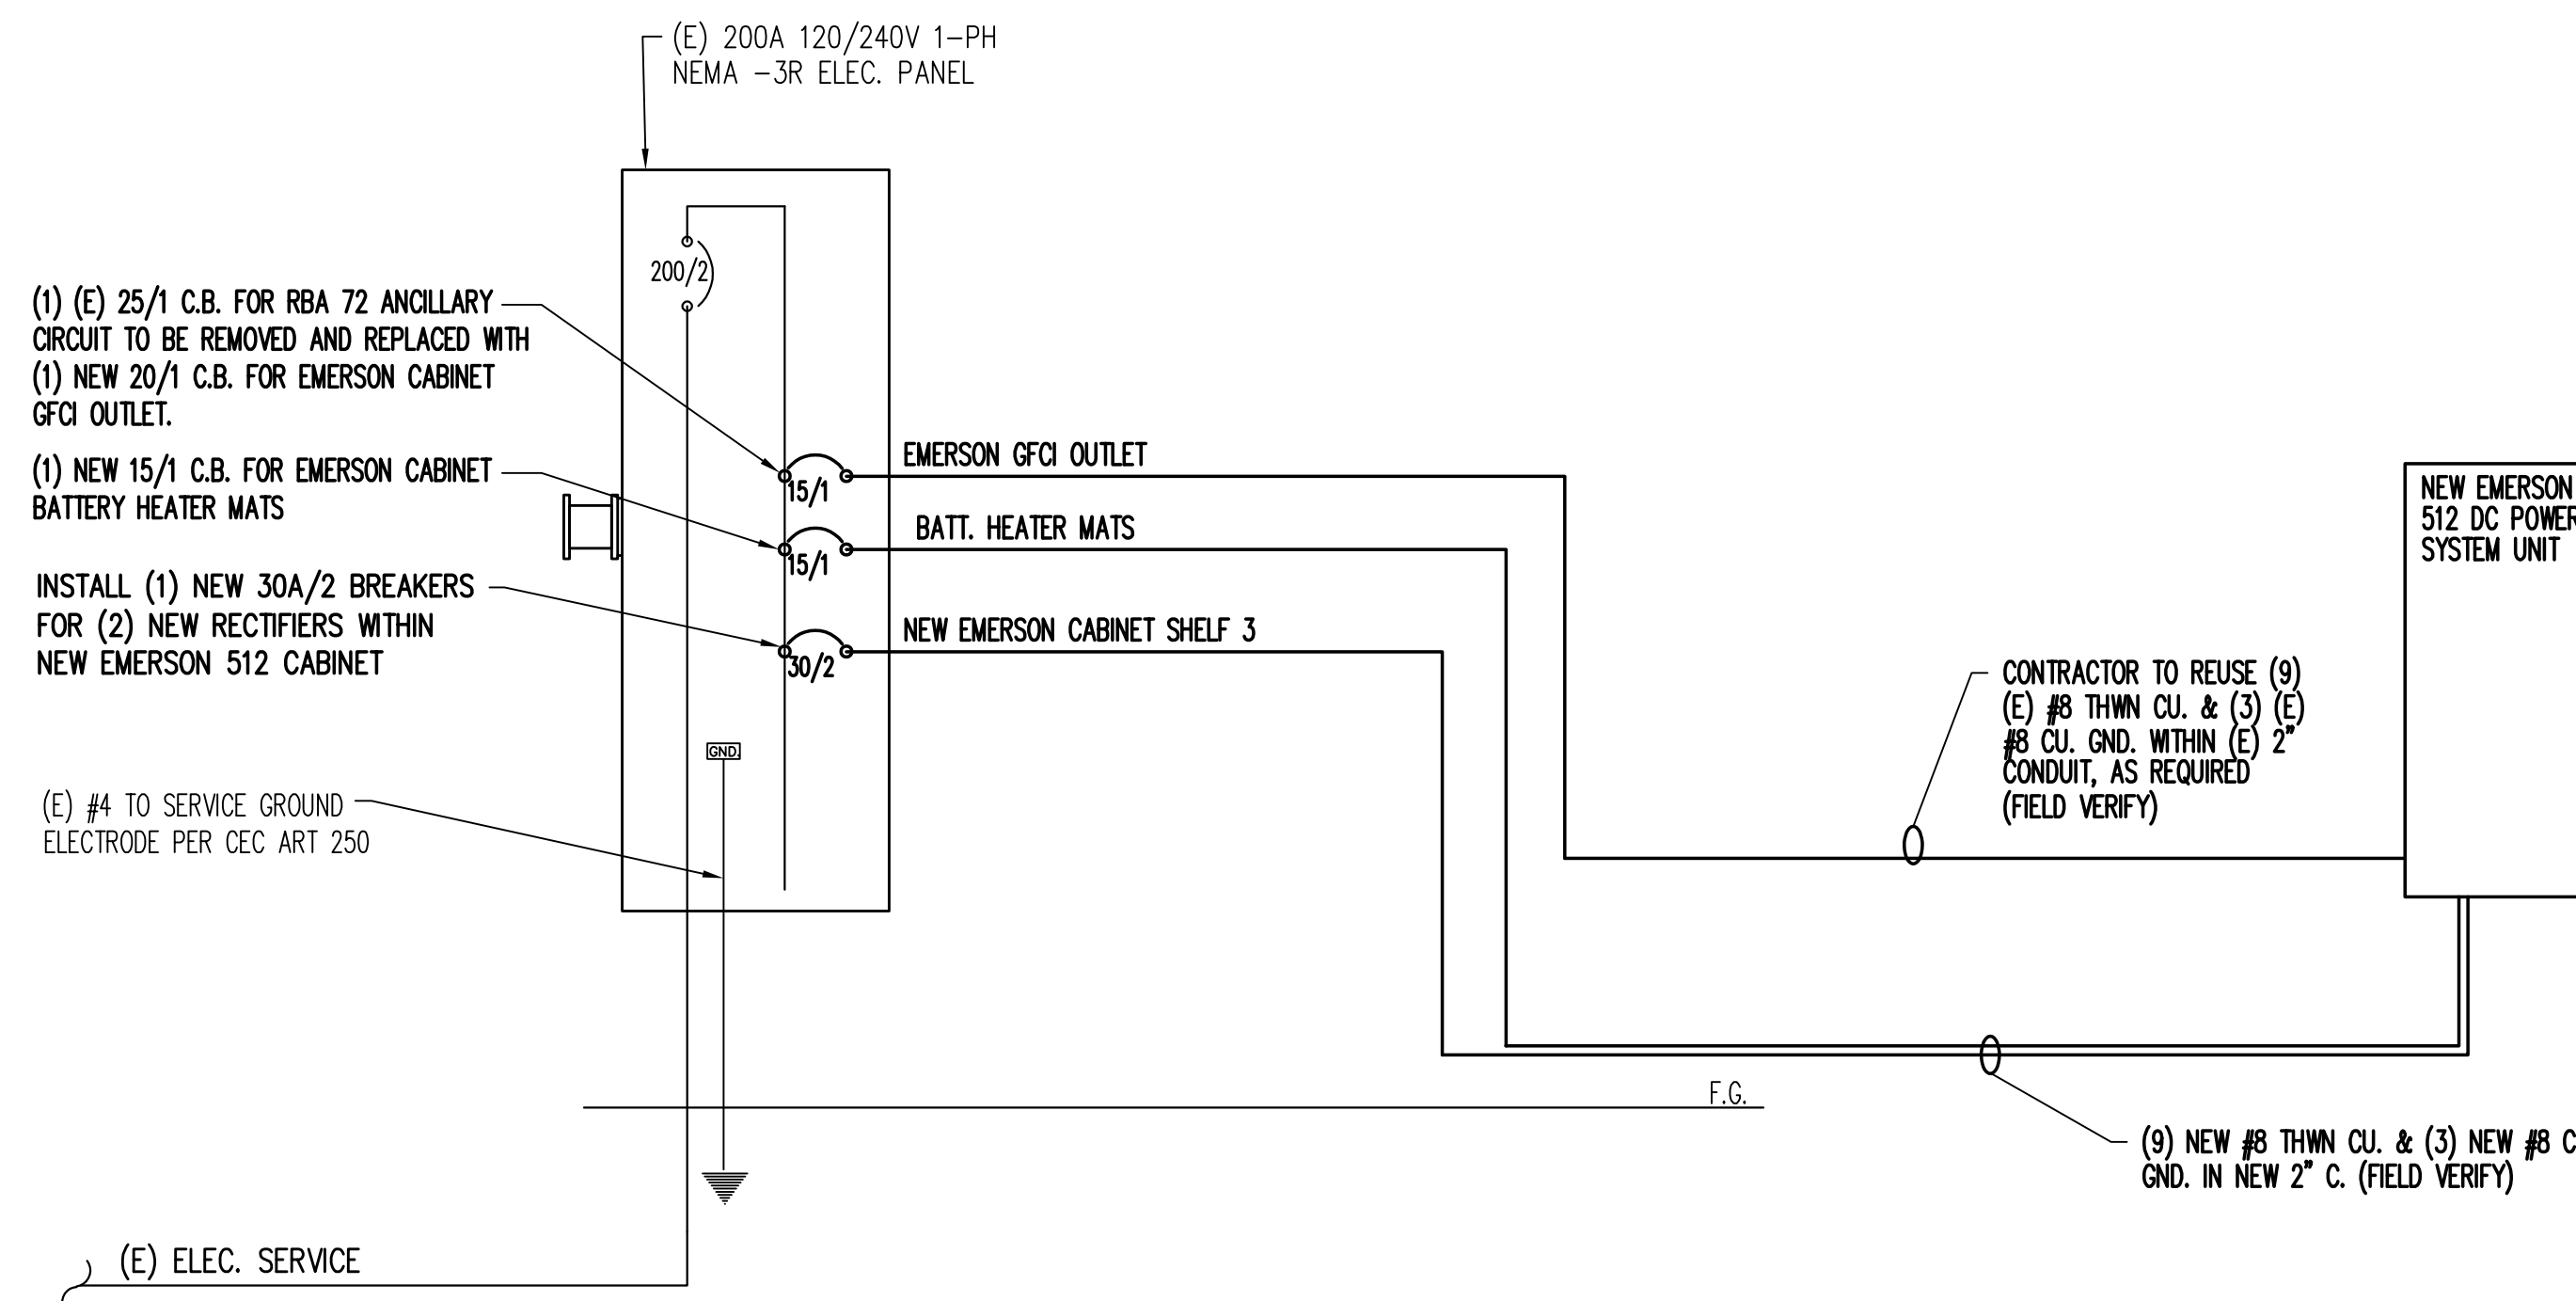 (E) 200A 120/240V 1-PH
NEMA -3R ELEC. PANEL
200/2
(1) (E) 25/1 C.B. FOR RBA 72 ANCILLARY
CIRCUIT TO BE REMOVED AND REPLACED WITH
(1) NEW 20/1 C.B. FOR EMERSON CABINET
GFCI OUTLET.
(1) NEW 15/1 C.B. FOR EMERSON CABINET
BATTERY HEATER MATS
INSTALL (1) NEW 30A/2 BREAKERS
FOR (2) NEW RECTIFIERS WITHIN
NEW EMERSON 512 CABINET
EMERSON GFCI OUTLET
15/1
BATT. HEATER MATS
15/1
NEW EMERSON CABINET SHELF 3
30/2
NEW EMERSON
512 DC POWER
SYSTEM UNIT
CONTRACTOR TO REUSE (9)
(E) #8 THWN CU. & (3) (E)
#8 CU. GND. WITHIN (E) 2"
CONDUIT, AS REQUIRED
(FIELD VERIFY)
GND.
(E) #4 TO SERVICE GROUND
ELECTRODE PER CEC ART 250
F.G.
(9) NEW #8 THWN CU. & (3) NEW #8 C
GND. IN NEW 2" C. (FIELD VERIFY)
(E) ELEC. SERVICE